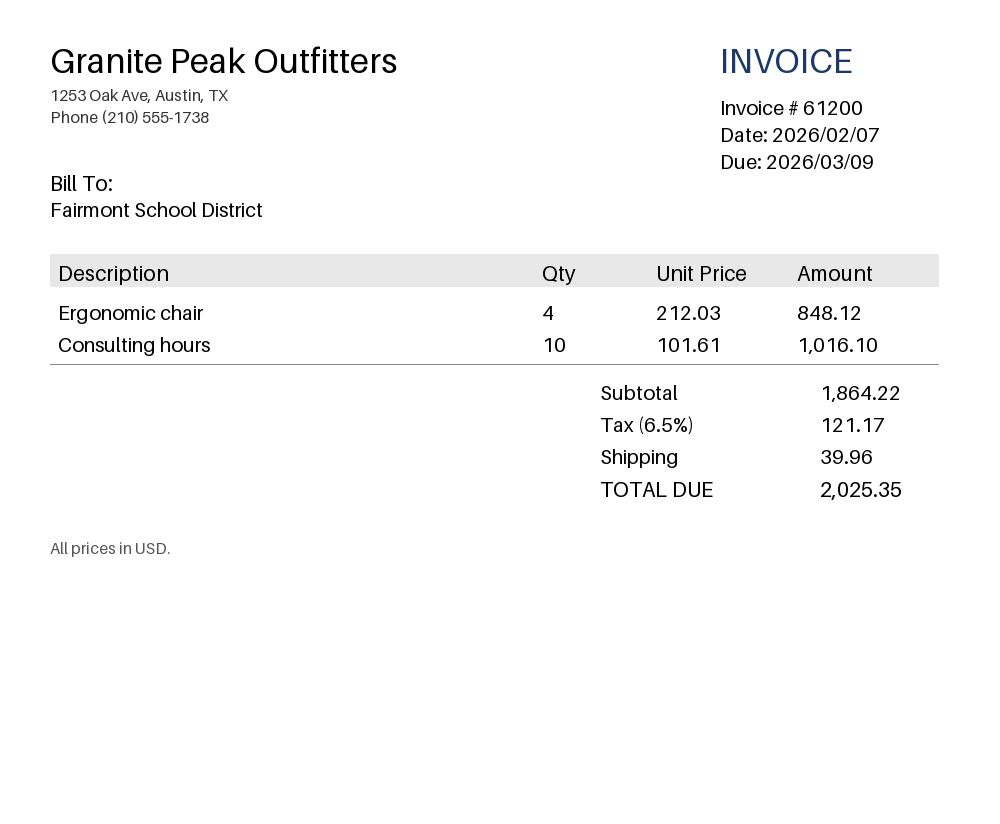 Granite Peak Outfitters
1253 Oak Ave, Austin, TX
Phone (210) 555-1738
INVOICE
Invoice # 61200
Date: 2026/02/07
Due: 2026/03/09
Bill To:
Fairmont School District
Description Qty Unit Price Amount
Ergonomic chair 4 212.03 848.12
Consulting hours 10 101.61 1,016.10
Subtotal 1,864.22
Tax (6.5%) 121.17
Shipping 39.96
TOTAL DUE 2,025.35
All prices in USD.